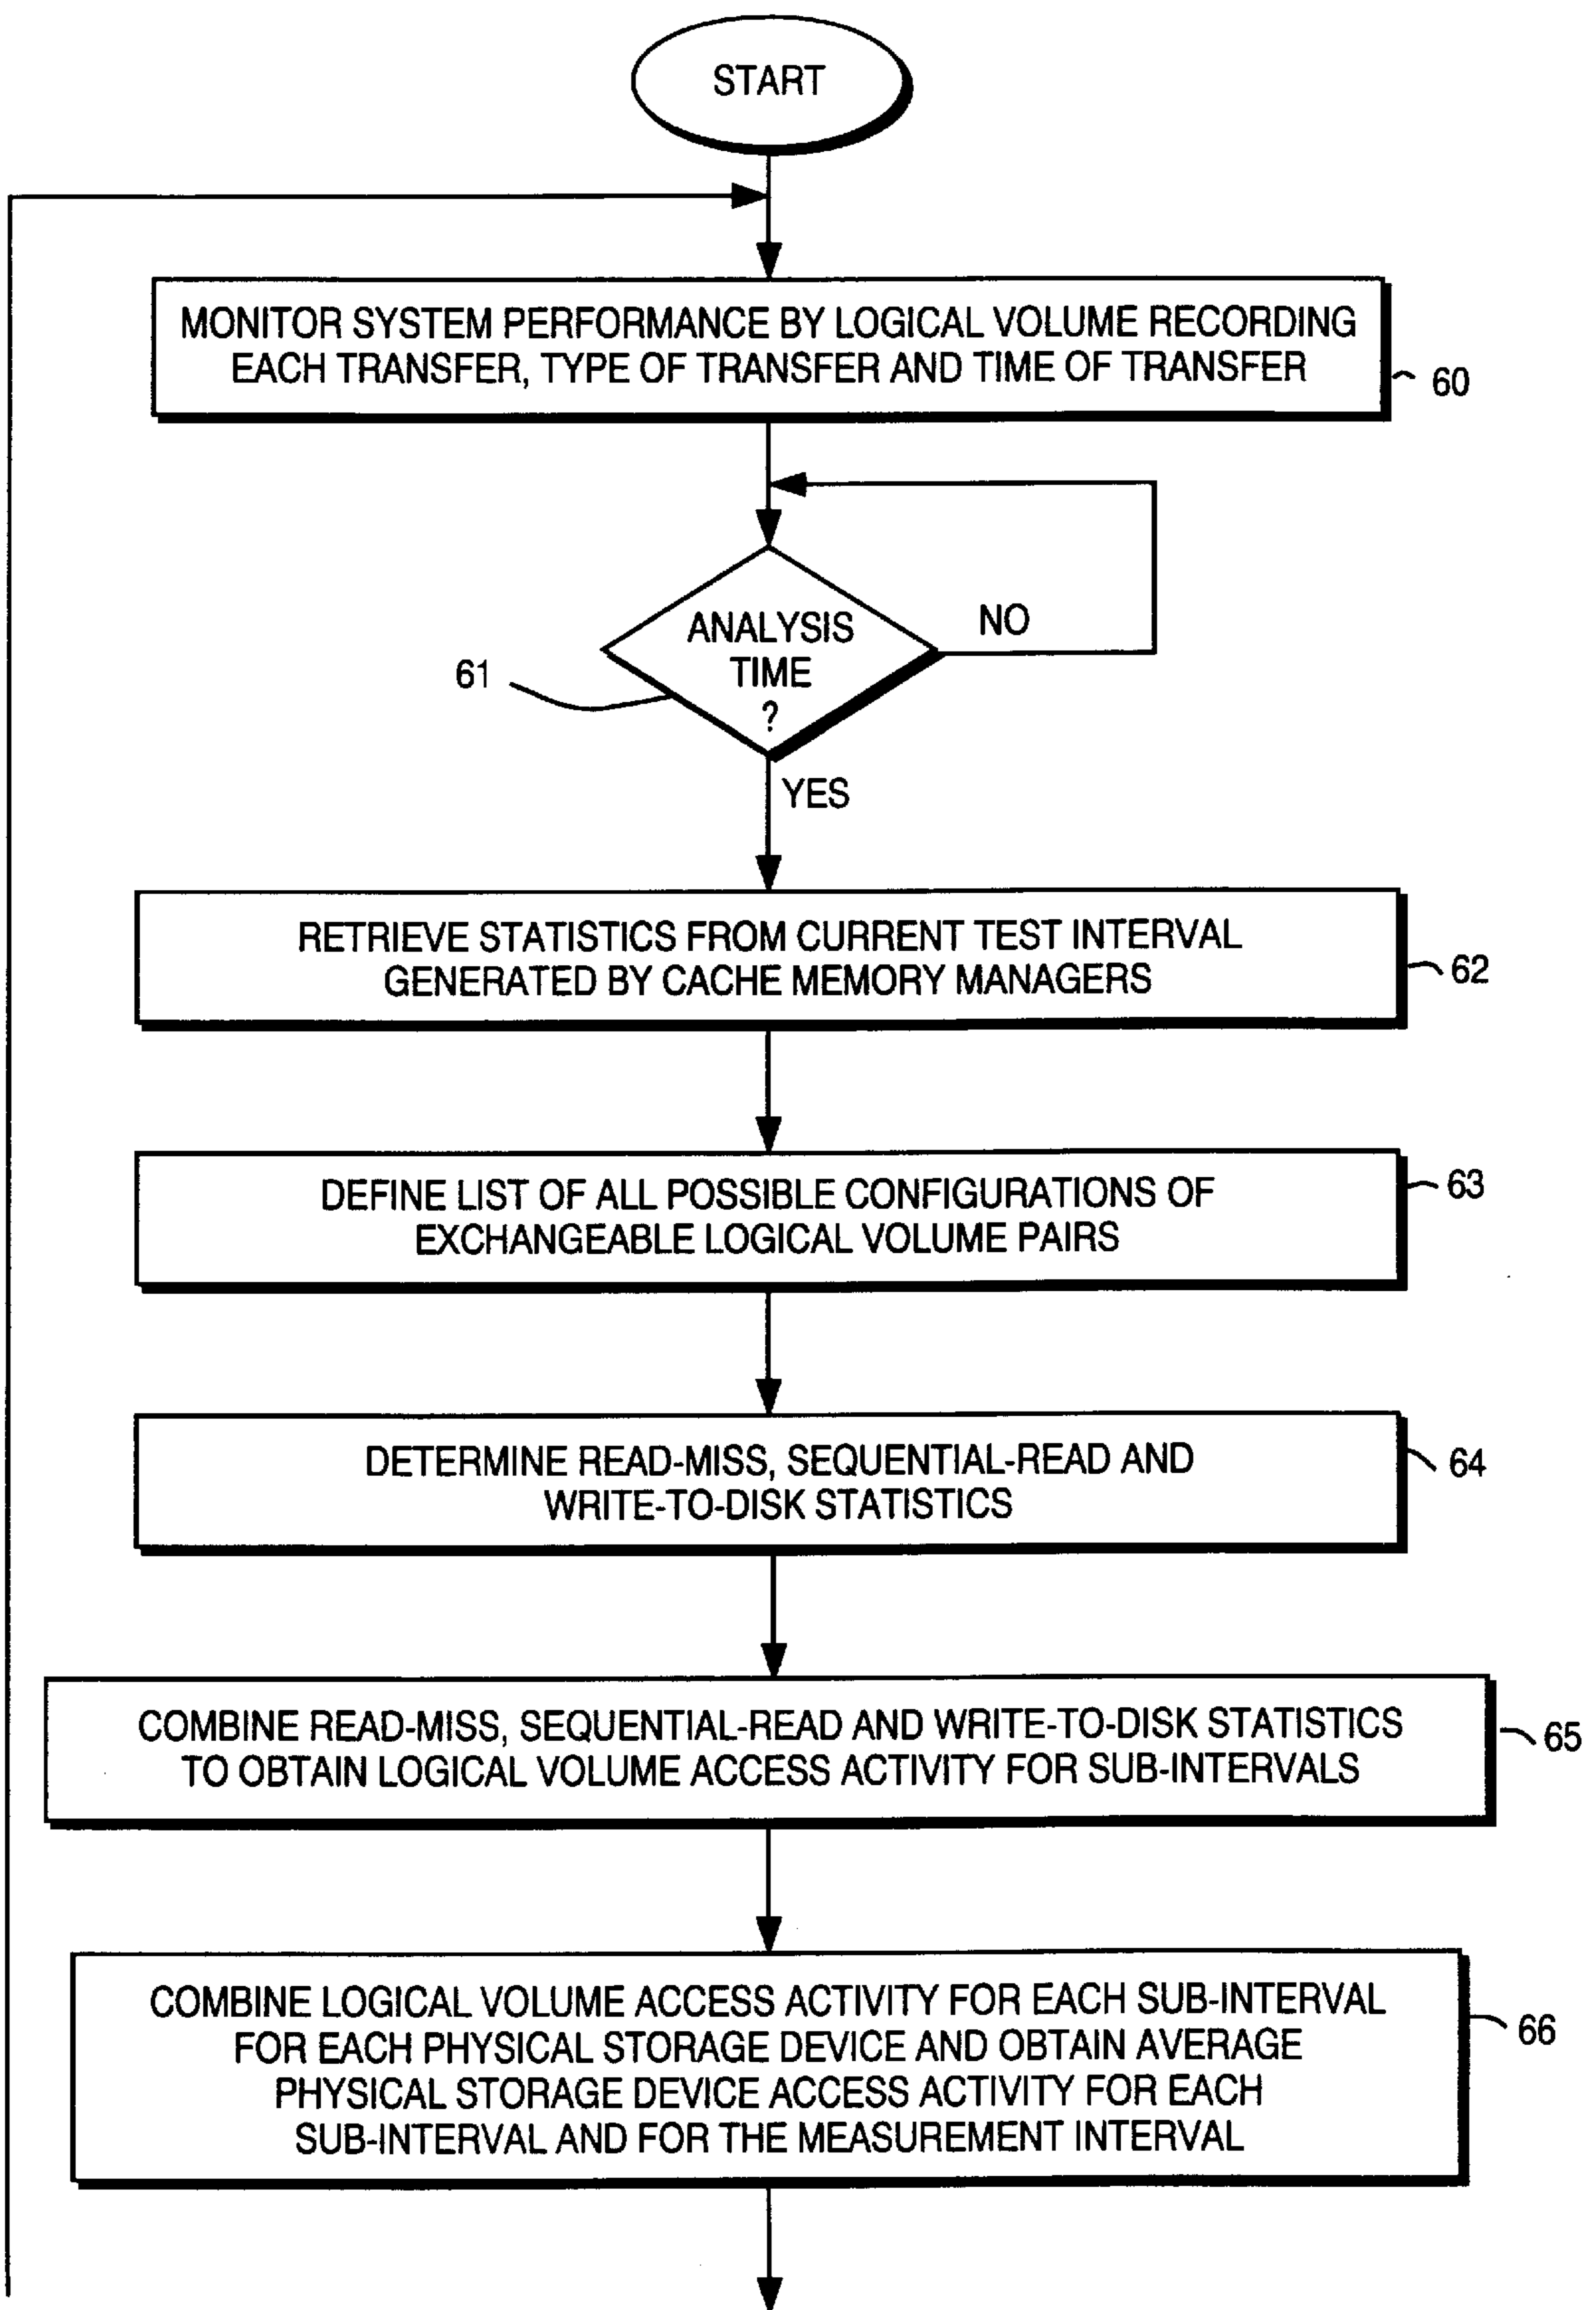 START
MONITOR SYSTEM PERFORMANCE BY LOGICAL VOLUME RECORDING
EACH TRANSFER, TYPE OF TRANSFER AND TIME OF TRANSFER
60
ANALYSIS
TIME
?
NO
61
YES
RETRIEVE STATISTICS FROM CURRENT TEST INTERVAL
GENERATED BY CACHE MEMORY MANAGERS
62
DEFINE LIST OF ALL POSSIBLE CONFIGURATIONS OF
EXCHANGEABLE LOGICAL VOLUME PAIRS
63
DETERMINE READ-MISS, SEQUENTIAL-READ AND
WRITE-TO-DISK STATISTICS
64
COMBINE READ-MISS, SEQUENTIAL-READ AND WRITE-TO-DISK STATISTICS
TO OBTAIN LOGICAL VOLUME ACCESS ACTIVITY FOR SUB-INTERVALS
65
COMBINE LOGICAL VOLUME ACCESS ACTIVITY FOR EACH SUB-INTERVAL
FOR EACH PHYSICAL STORAGE DEVICE AND OBTAIN AVERAGE
PHYSICAL STORAGE DEVICE ACCESS ACTIVITY FOR EACH
SUB-INTERVAL AND FOR THE MEASUREMENT INTERVAL
66